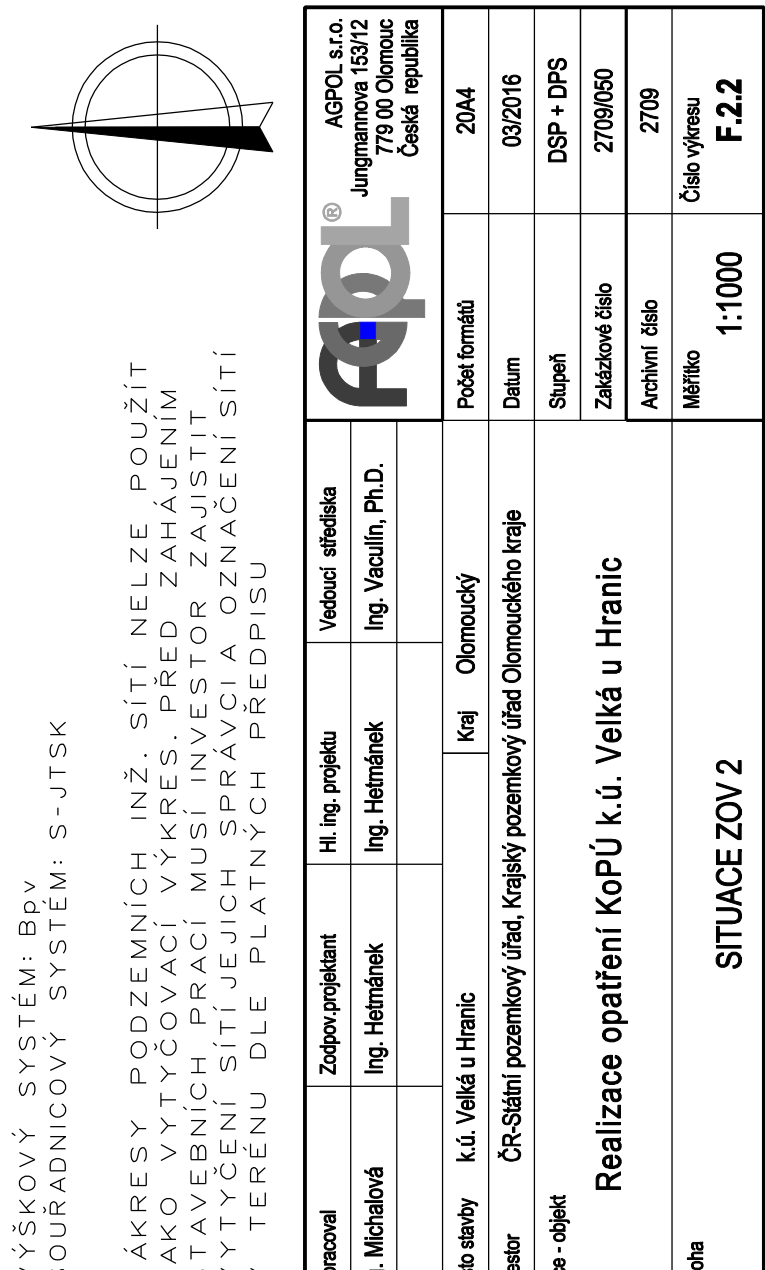 VÝŠKOVÝ SYSTÉM: Bpv
SOUŘADNICOVÝ SYSTÉM: S-JTSK
ÁKRESY PODZEMNÍCH INŽ. SÍTÍ NELZE POUŽÍT
AKO VYTYČOVACÍ VÝKRES. PŘED ZAHÁJENÍM
TAVEBNÍCH PRACÍ MUSÍ INVESTOR ZAJISTIT
YTYČENÍ SÍTÍ JEJICH SPRÁVCI A OZNAČENÍ SÍTÍ
TERÉNU DLE PLATNÝCH PŘEDPISU
pracoval
Zodpov.projektant
Hl. ing. projektu
Vedoucí střediska
. Michalová
Ing. Hetmánek
Ing. Hetmánek
Ing. Vaculín, Ph.D.
AGPOL ®
AGPOL s.r.o.
Jungmannova 153/12
779 00 Olomouc
Česká republika
sto stavby k.ú. Velká u Hranic
Kraj Olomoucký
estor ČR-Státní pozemkový úřad, Krajský pozemkový úřad Olomouckého kraje
ce - objekt
Realizace opatření KoPÚ k.ú. Velká u Hranic
oha
SITUACE ZOV 2
Počet formátů 20A4
Datum 03/2016
Stupeň DSP + DPS
Zakázkové číslo 2709/050
Archivní číslo 2709
Měřítko 1:1000
Číslo výkresu F.2.2